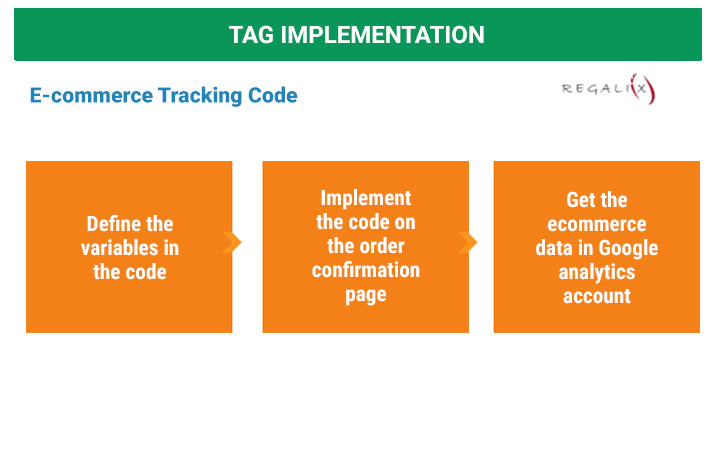 TAG IMPLEMENTATION
E-commerce Tracking Code
REGALIX
Define the
variables in
the code
Implement
the code on
the order
confirmation
page
Get the
ecommerce
data in Google
analytics
account